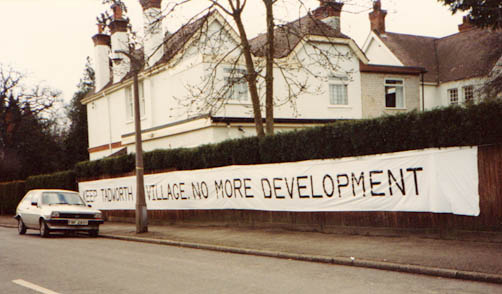 KEEP TADWORTH VILLAGE. NO MORE DEVELOPMENT